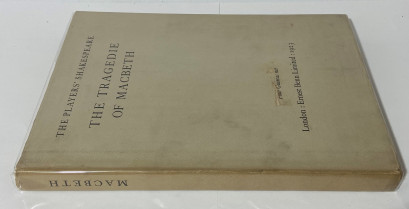 THE PLAYERS' SHAKESPEARE
THE TRAGEDIE
OF MACBETH
London : Ernest Benn Limited 1923
MACBETH